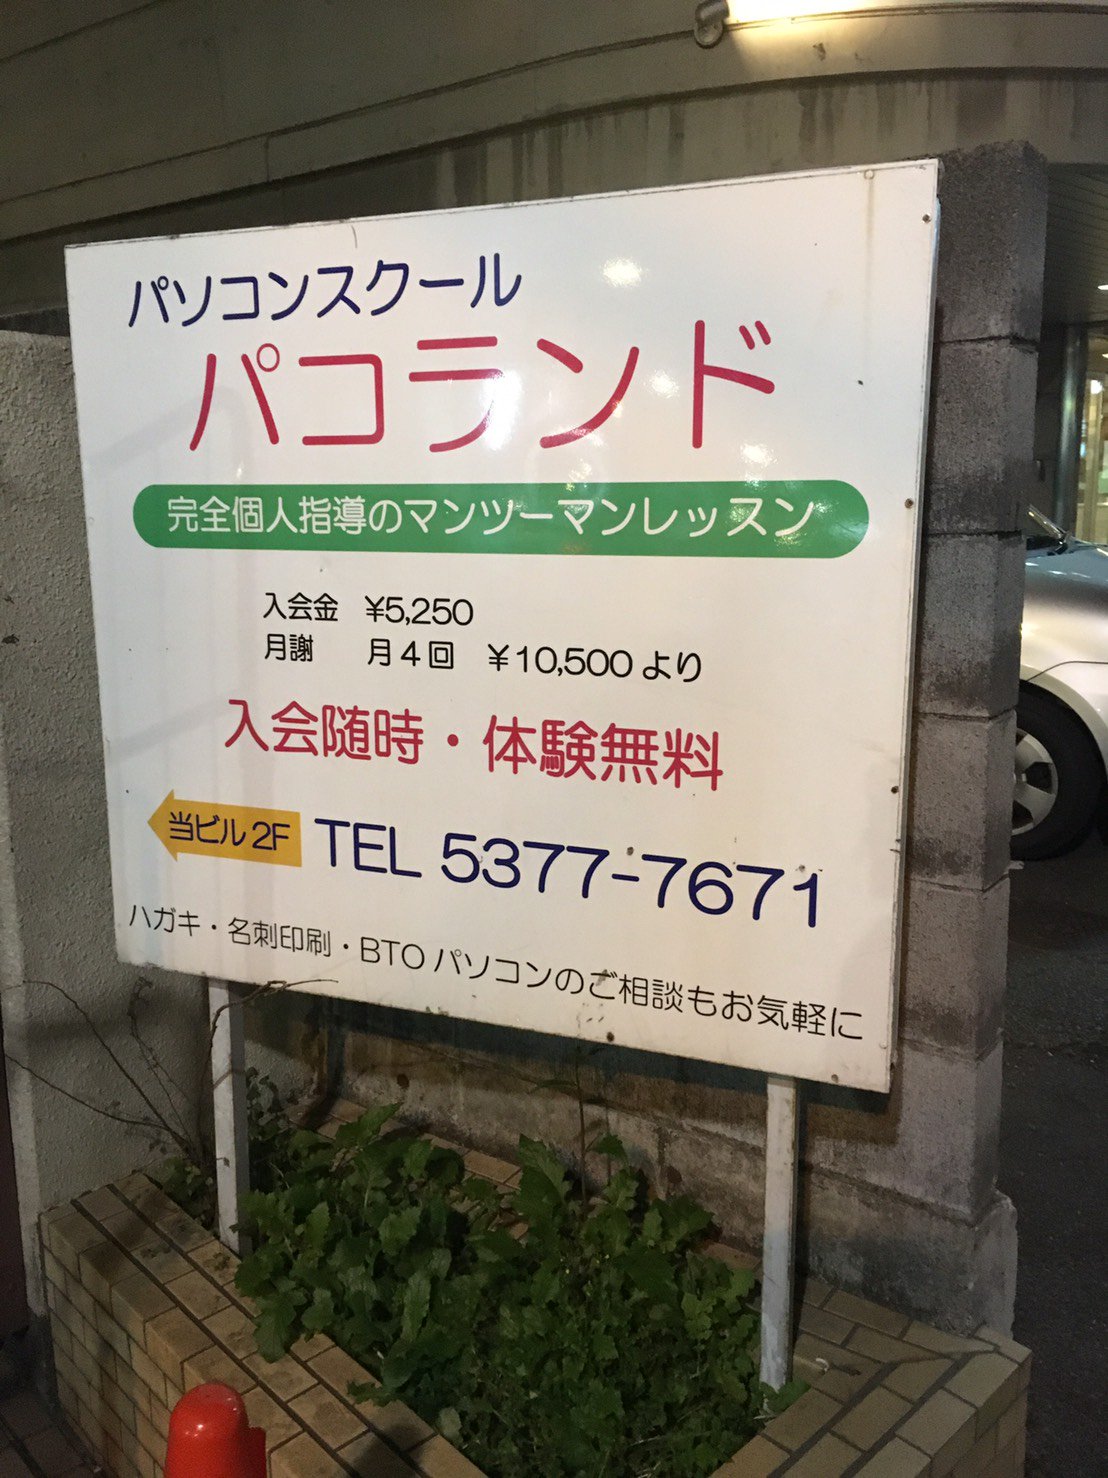 パソコンスクール
パコランド
完全個人指導のマンツーマンレッスン
入会金 ¥5,250
月謝 月4回 ¥10,500より
入会随時・体験無料
当ビル2F TEL 5377-7671
ハガキ・名刺印刷・BTOパソコンのご相談もお気軽に